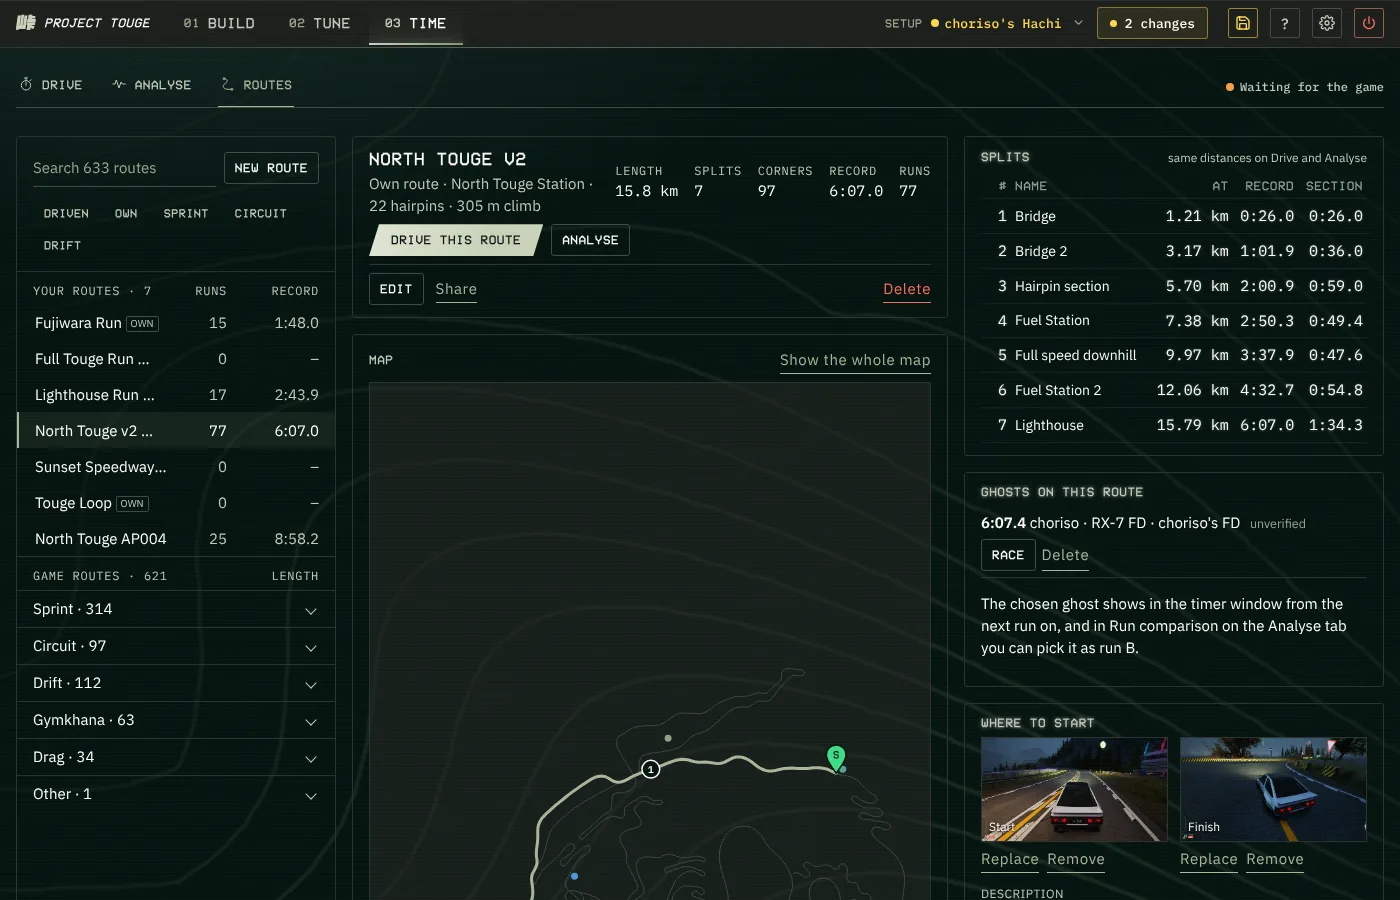 PROJECT TOUGE
01 BUILD
02 TUNE
03 TIME
SETUP choriso's Hachi
2 changes
?
DRIVE
ANALYSE
ROUTES
Waiting for the game
Search 633 routes
NEW ROUTE
DRIVEN OWN SPRINT CIRCUIT
DRIFT
YOUR ROUTES · 7 RUNS RECORD
Fujiwara Run OWN 15 1:48.0
Full Touge Run ... 0 –
Lighthouse Run ... 17 2:43.9
North Touge v2 ... 77 6:07.0
Sunset Speedway... 0 –
Touge Loop OWN 0 –
North Touge AP004 25 8:58.2
GAME ROUTES · 621 LENGTH
Sprint · 314
Circuit · 97
Drift · 112
Gymkhana · 63
Drag · 34
Other · 1
NORTH TOUGE V2
Own route · North Touge Station ·
22 hairpins · 305 m climb
LENGTH SPLITS CORNERS RECORD RUNS
15.8 km 7 97 6:07.0 77
DRIVE THIS ROUTE
ANALYSE
EDIT
Share
Delete
MAP
Show the whole map
S
1
SPLITS
same distances on Drive and Analyse
# NAME AT RECORD SECTION
1 Bridge 1.21 km 0:26.0 0:26.0
2 Bridge 2 3.17 km 1:01.9 0:36.0
3 Hairpin section 5.70 km 2:00.9 0:59.0
4 Fuel Station 7.38 km 2:50.3 0:49.4
5 Full speed downhill 9.97 km 3:37.9 0:47.6
6 Fuel Station 2 12.06 km 4:32.7 0:54.8
7 Lighthouse 15.79 km 6:07.0 1:34.3
GHOSTS ON THIS ROUTE
6:07.4 choriso · RX-7 FD · choriso's FD unverified
RACE
Delete
The chosen ghost shows in the timer window from the
next run on, and in Run comparison on the Analyse tab
you can pick it as run B.
WHERE TO START
Start
Finish
Replace Remove
Replace Remove
DESCRIPTION